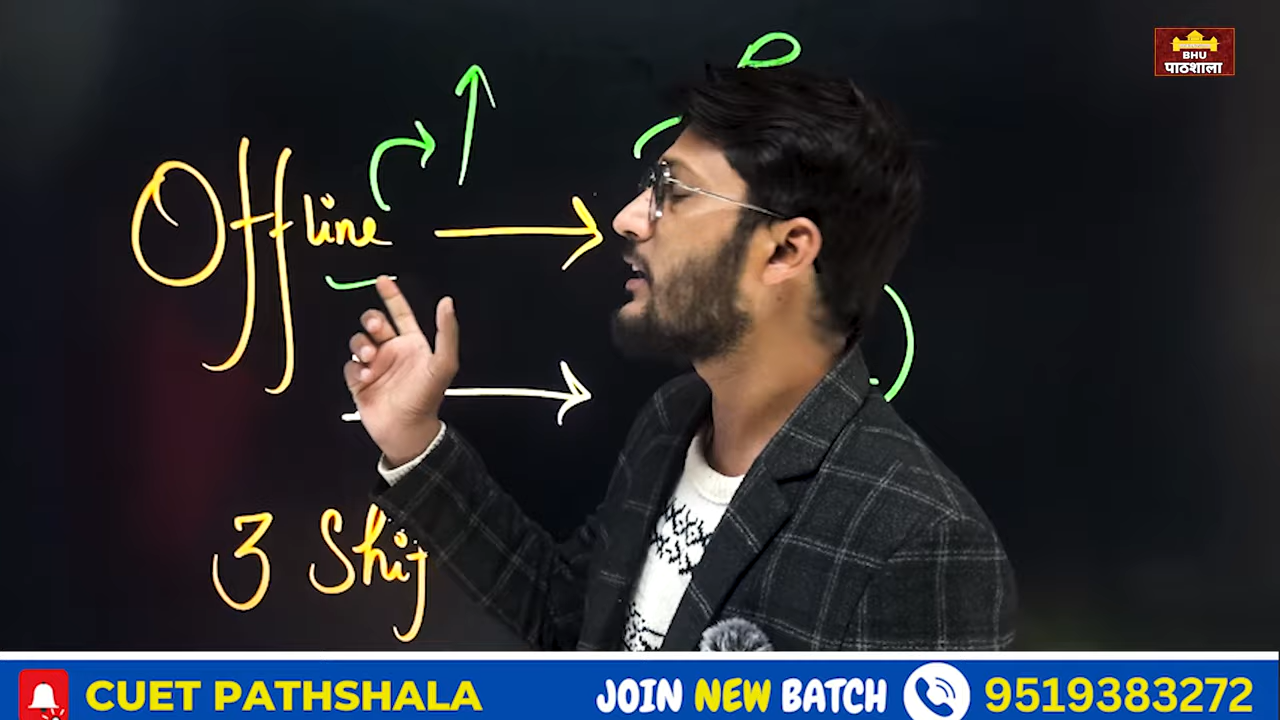 BHU
पाठशाला
Offline
3 Shif
CUET PATHSHALA JOIN NEW BATCH 9519383272